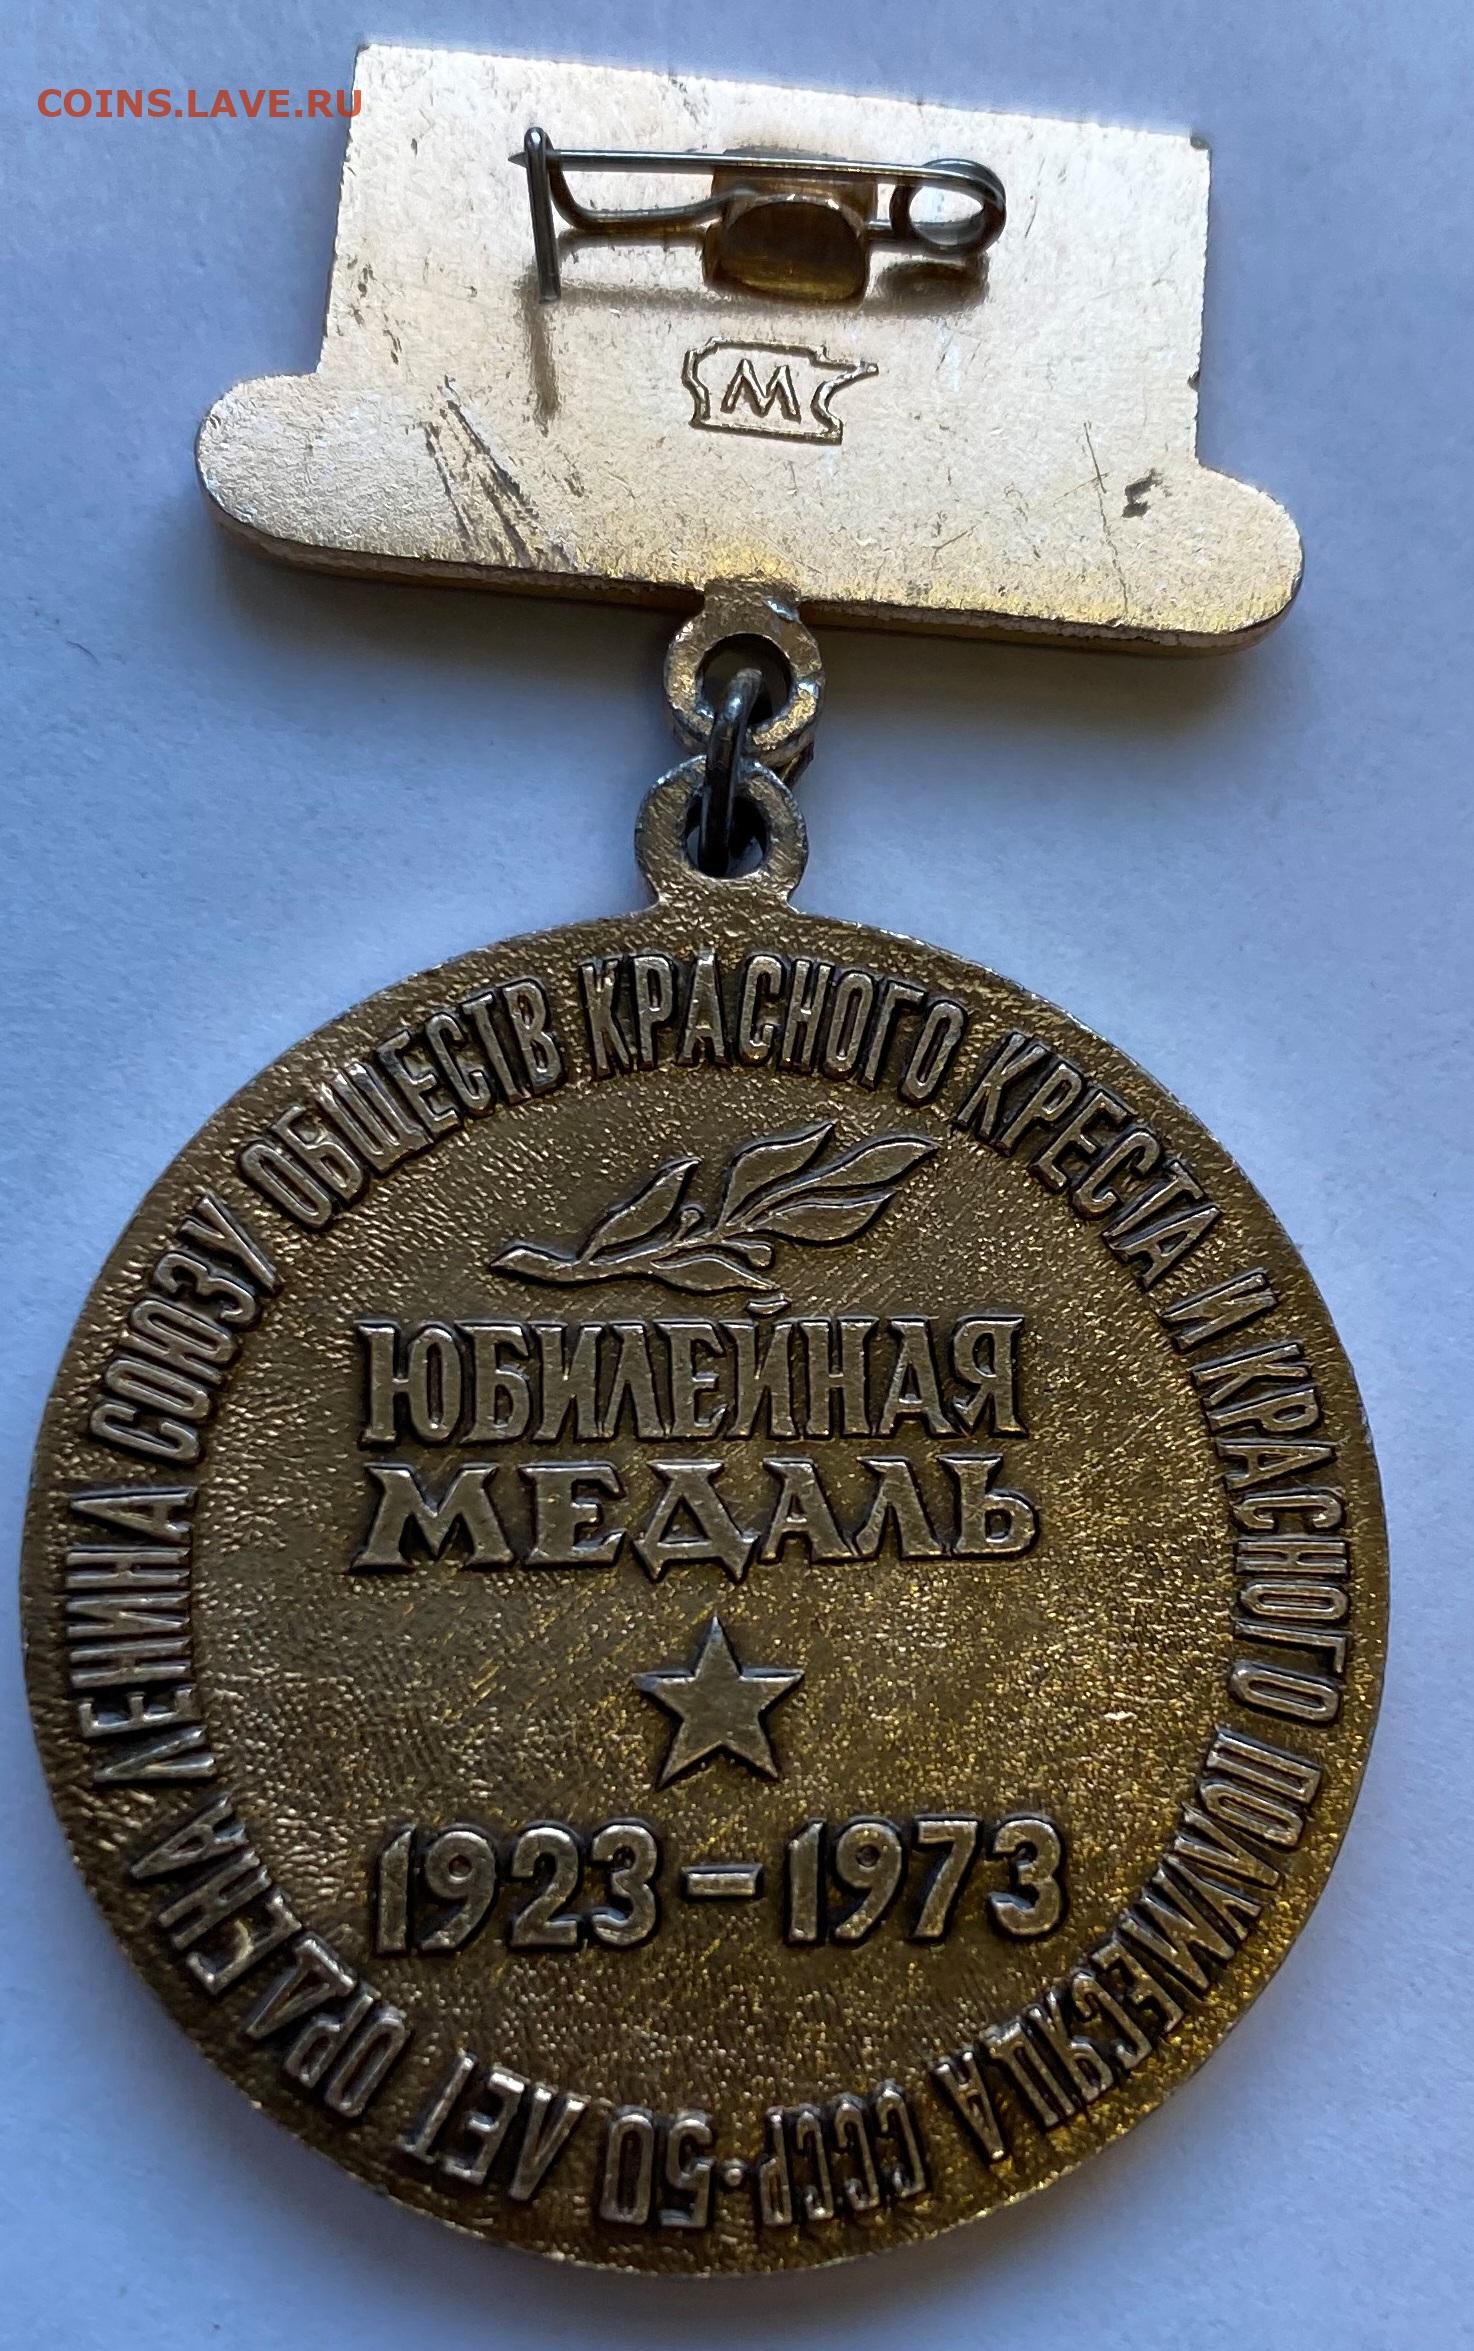 COINS.LAVE.RU
М
50 ЛЕТ ОРДЕНА ЛЕНИНА СОЮЗУ ОБЩЕСТВ КРАСНОГО КРЕСТА И КРАСНОГО ПОЛУМЕСЯЦА СССР·
ЮБИЛЕЙНАЯ
МЕДАЛЬ
1923-1973